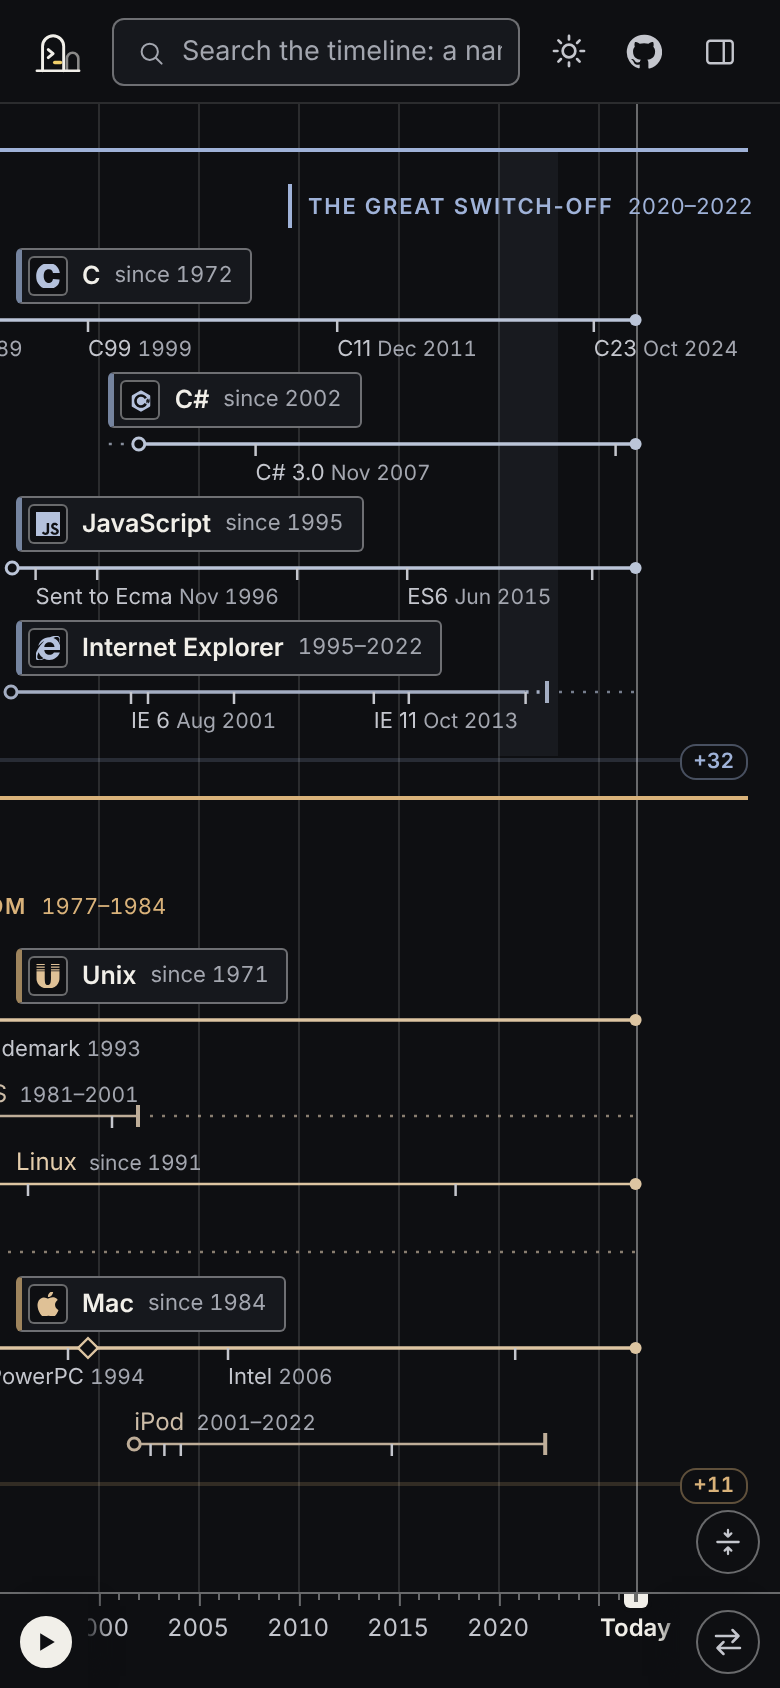 Search the timeline: a nar
THE GREAT SWITCH-OFF 2020–2022
C since 1972
89 C99 1999 C11 Dec 2011 C23 Oct 2024
C# since 2002
C# 3.0 Nov 2007
JS JavaScript since 1995
Sent to Ecma Nov 1996 ES6 Jun 2015
Internet Explorer 1995–2022
IE 6 Aug 2001 IE 11 Oct 2013
+32
OM 1977–1984
Unix since 1971
demark 1993
S 1981–2001
Linux since 1991
Mac since 1984
PowerPC 1994 Intel 2006
iPod 2001–2022
+11
000 2005 2010 2015 2020 Today